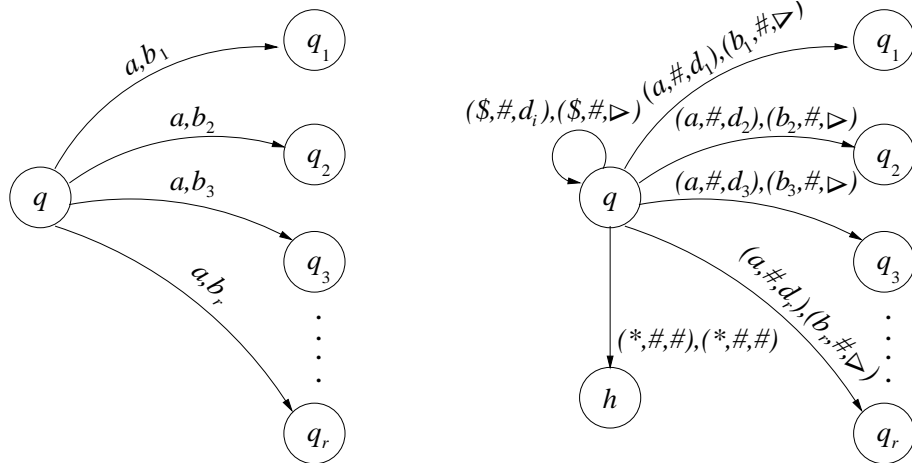 q
a,b₁
a,b₂
a,b₃
a,bᵣ
q₁
q₂
q₃
qᵣ
($,#,dᵢ),($,#,▷)
(a,#,d₁),(b₁,#,▷)
(a,#,d₂),(b₂,#,▷)
(a,#,d₃),(b₃,#,▷)
(a,#,dᵣ),(bᵣ,#,▷)
q
(*,#,#),(*,#,#)
h
q₁
q₂
q₃
qᵣ